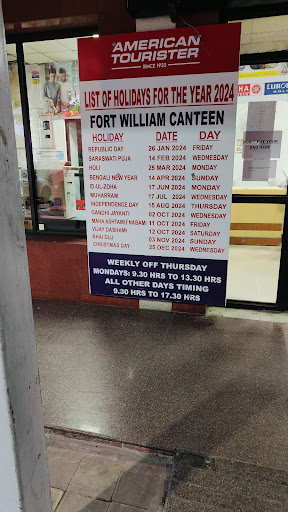 AMERICAN
TOURISTER
SINCE 1933
LIST OF HOLIDAYS FOR THE YEAR 2024
FORT WILLIAM CANTEEN
HOLIDAY DATE DAY
REPUBLIC DAY 26 JAN 2024 FRIDAY
SARASWATI PUJA 14 FEB 2024 WEDNESDAY
HOLI 25 MAR 2024 MONDAY
BENGALI NEW YEAR 14 APR 2024 SUNDAY
ID-UL-ZOHA 17 JUN 2024 MONDAY
MUHARRAM 17 JUL 2024 WEDNESDAY
INDEPENDENCE DAY 15 AUG 2024 THURSDAY
GANDHI JAYANTI 02 OCT 2024 WEDNESDAY
MAHA ASHTAMI / NABAMI 11 OCT 2024 FRIDAY
VIJAY DASHAMI 12 OCT 2024 SATURDAY
BHAI DUJ 03 NOV 2024 SUNDAY
CHRISTMAS DAY 25 DEC 2024 WEDNESDAY
WEEKLY OFF THURSDAY
MONDAYS: 9.30 HRS TO 13.30 HRS
ALL OTHER DAYS TIMING
9.30 HRS TO 17.30 HRS